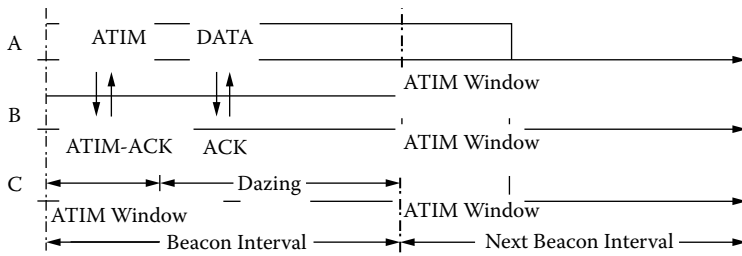 A ATIM DATA
ATIM Window
B
ATIM-ACK ACK ATIM Window
C Dazing
ATIM Window ATIM Window
Beacon Interval Next Beacon Interval